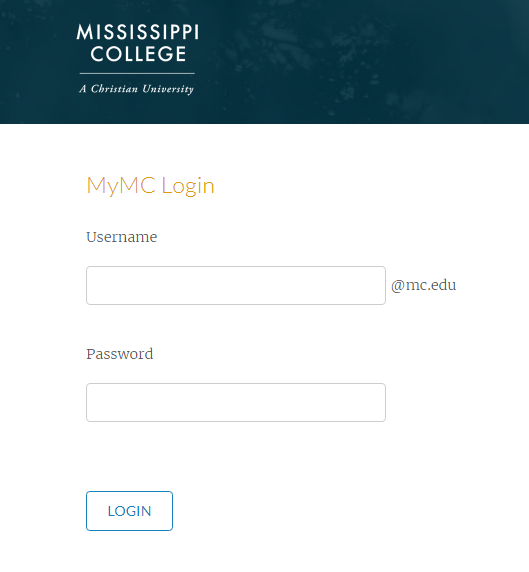 MISSISSIPPI
COLLEGE
A Christian University
MyMC Login
Username
@mc.edu
Password
LOGIN